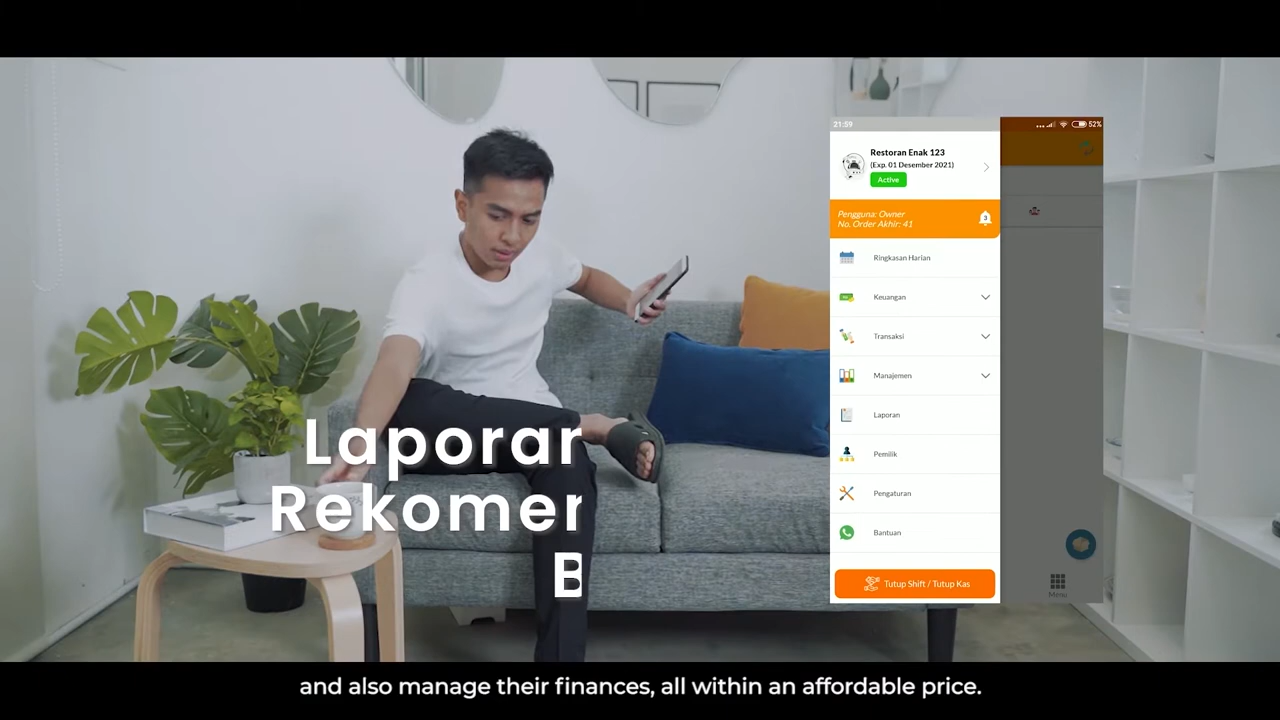 21:59
52%
Restoran Enak 123
(Exp. 01 Desember 2021)
Active
Pengguna: Owner
No. Order Akhir: 41
3
Ringkasan Harian
Keuangan
Transaksi
Manajemen
Laporan
Pemilik
Pengaturan
Bantuan
Tutup Shift / Tutup Kas
Menu
Laporan
Rekomen
B
and also manage their finances, all within an affordable price.